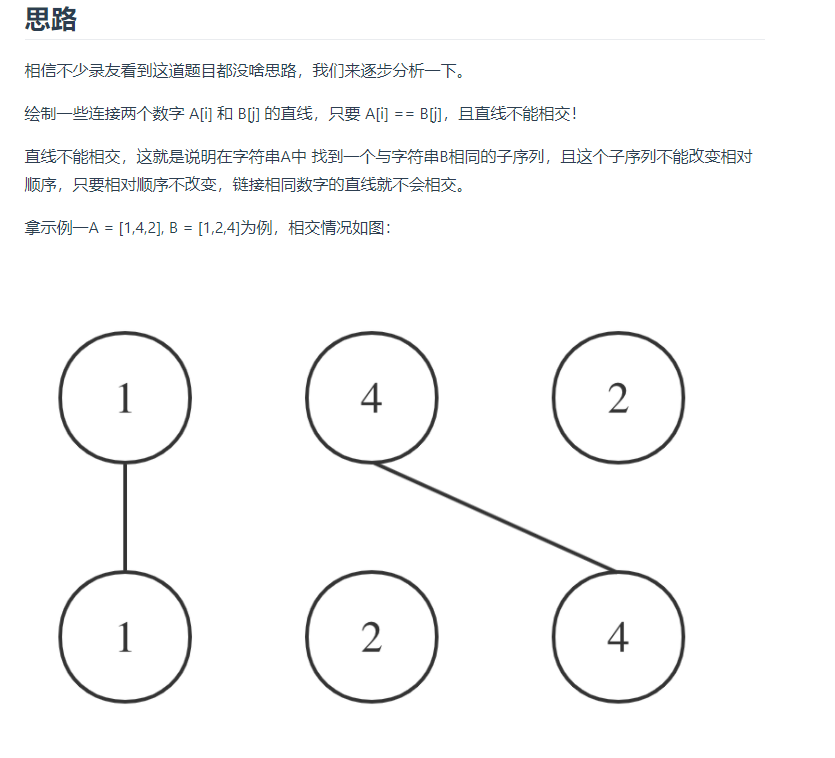 思路
相信不少录友看到这道题目都没啥思路，我们来逐步分析一下。
绘制一些连接两个数字 A[i] 和 B[j] 的直线，只要 A[i] == B[j]，且直线不能相交！
直线不能相交，这就是说明在字符串A中 找到一个与字符串B相同的子序列，且这个子序列不能改变相对
顺序，只要相对顺序不改变，链接相同数字的直线就不会相交。
拿示例一A = [1,4,2], B = [1,2,4]为例，相交情况如图：
1 4 2
1 2 4